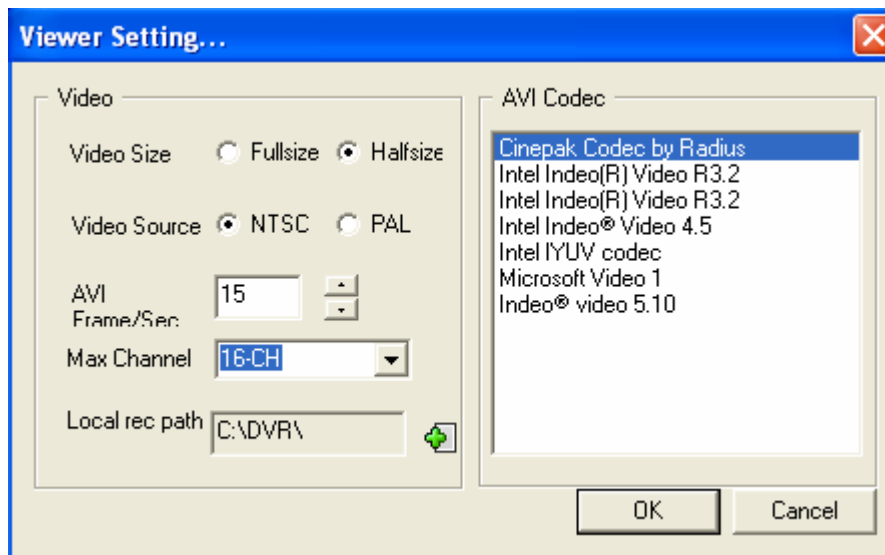 Viewer Setting...
Video
Video Size Fullsize Halfsize
Video Source NTSC PAL
AVI
Frame/Sec
15
Max Channel 16-CH
Local rec path C:\DVR\
AVI Codec
Cinepak Codec by Radius
Intel Indeo(R) Video R3.2
Intel Indeo(R) Video R3.2
Intel Indeo® Video 4.5
Intel IYUV codec
Microsoft Video 1
Indeo® video 5.10
OK Cancel